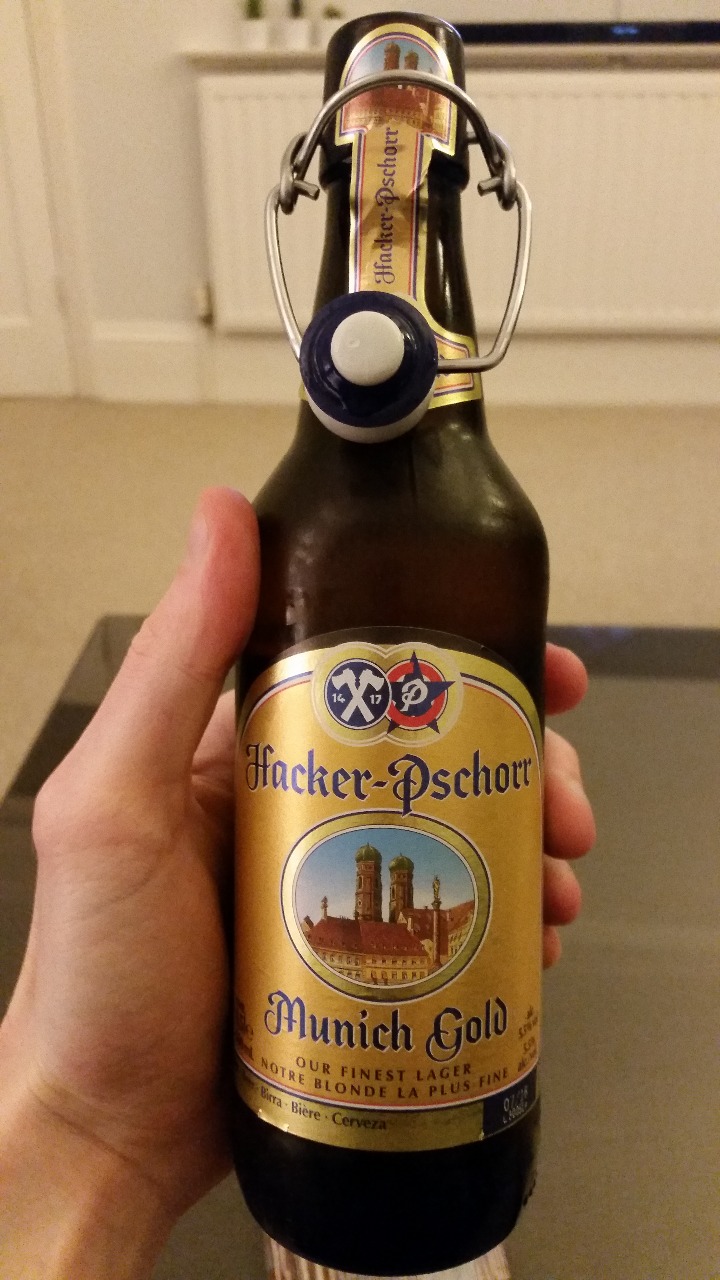 Hacker-Pschorr
14 17 P
Hacker-Pschorr
Munich Gold
OUR FINEST LAGER
NOTRE BLONDE LA PLUS FINE
Birra · Bière · Cerveza